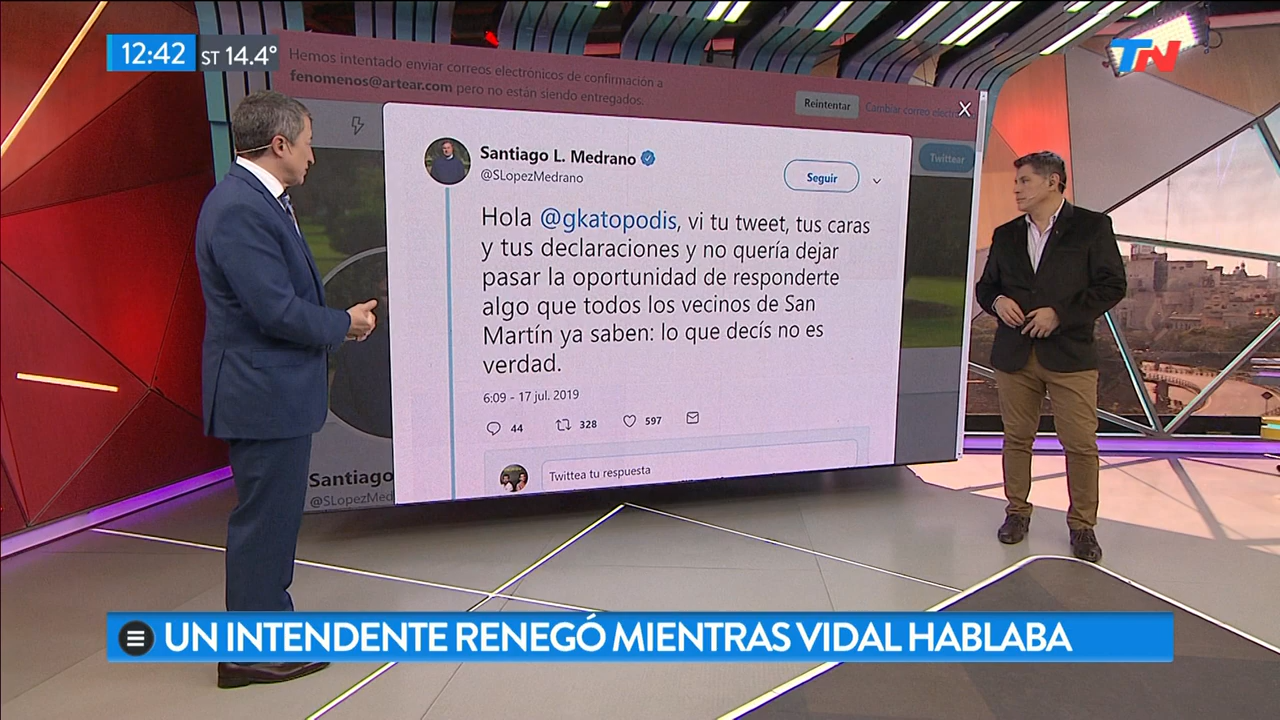 12:42 ST 14.4°
TN
Hemos intentado enviar correos electrónicos de confirmación a
fenomenos@artear.com pero no están siendo entregados.
Reintentar
Cambiar correo
X
Twittear
Santiago L. Medrano
@SLopezMedrano
Seguir
Hola @gkatopodis, vi tu tweet, tus caras
y tus declaraciones y no quería dejar
pasar la oportunidad de responderte
algo que todos los vecinos de San
Martín ya saben: lo que decís no es
verdad.
6:09 - 17 jul. 2019
44 328 597
Twittea tu respuesta
Santiago
@SLopezMed
UN INTENDENTE RENEGÓ MIENTRAS VIDAL HABLABA